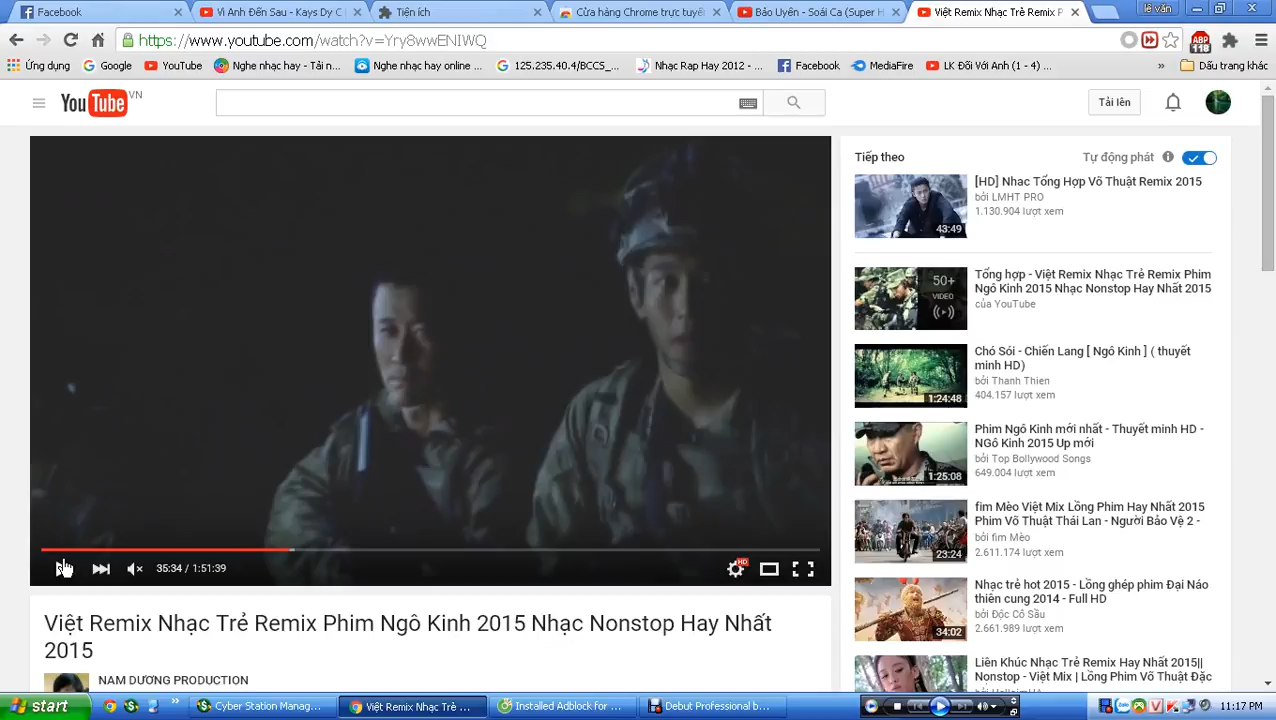 Facebook
Anh Đến Sau - Keys Du C
Tiện ích
Cửa hàng Chrome trực tuyế
Bảo Uyên - Soái Ca (Super H
Việt Remix Nhạc Trẻ Remix P
https://www.youtube.com/watch?v=Yry8wwENIWQ
ABP
118
Ứng dụng
Google
YouTube
Nghe nhạc hay - Tải n...
Nghe nhạc hay online
125.235.40.4/BCCS_...
Nhạc Rap Hay ,2012 -
Facebook
MediaFire
LK Đối Với Anh (1 - 4)...
»
Dấu trang khác
YouTube VN
Tải lên
Tiếp theo
Tự động phát
[HD] Nhac Tổng Hợp Võ Thuật Remix 2015
bởi LMHT PRO
1.130.904 lượt xem
43:49
Tổng hợp - Việt Remix Nhạc Trẻ Remix Phim
Ngô Kinh 2015 Nhạc Nonstop Hay Nhất 2015
của YouTube
50+
VIDEO
Chó Sói - Chiến Lang [ Ngô Kinh ] ( thuyết
minh HD)
bởi Thanh Thien
404.157 lượt xem
1:24:48
Phim Ngô Kinh mới nhất - Thuyết minh HD -
NGô Kinh 2015 Up mới
bởi Top Bollywood Songs
649.004 lượt xem
1:25:08
fim Mèo Việt Mix Lồng Phim Hay Nhất 2015
Phim Võ Thuật Thái Lan - Người Bảo Vệ 2 -
bởi fim Mèo
2.611.174 lượt xem
23:24
Nhạc trẻ hot 2015 - Lồng ghép phim Đại Náo
thiên cung 2014 - Full HD
bởi Độc Cô Sầu
2.661.989 lượt xem
34:02
Liên Khúc Nhạc Trẻ Remix Hay Nhất 2015||
Nonstop - Việt Mix | Lồng Phim Võ Thuật Đặc
HD
35:34 / 1:51:39
Việt Remix Nhạc Trẻ Remix Phim Ngô Kinh 2015 Nhạc Nonstop Hay Nhất
2015
NAM DƯƠNG PRODUCTION
start
Việt Remix Nhạc Trẻ ...
Removed Adblock for ...
Debut Professional b...
11:17 PM